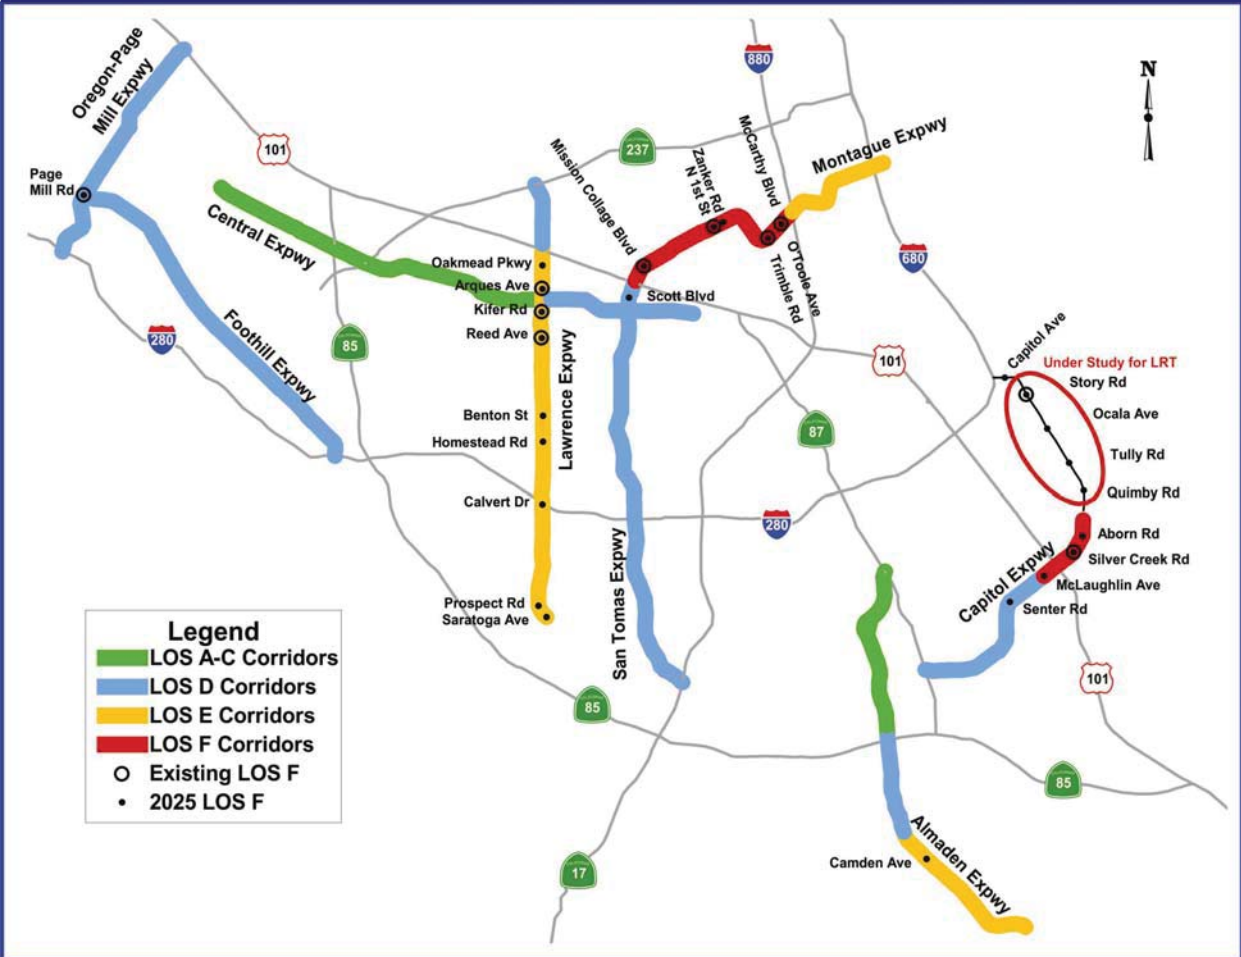 Oregon-Page
Mill Expwy
880
N
McCarthy Blvd
Montague Expwy
101
237
Mission Collage Blvd
Zanker Rd
N 1st St
Page
Mill Rd
Central Expwy
O'Toole Ave
Trimble Rd
680
Oakmead Pkwy
Arques Ave
Scott Blvd
Kifer Rd
Reed Ave
280
85
Foothill Expwy
Lawrence Expwy
101
Capitol Ave
Under Study for LRT
Story Rd
Ocala Ave
Benton St
Homestead Rd
87
Tully Rd
Quimby Rd
Calvert Dr
280
Aborn Rd
Silver Creek Rd
Capitol Expwy
McLaughlin Ave
Senter Rd
San Tomas Expwy
Prospect Rd
Saratoga Ave
101
85
85
Legend
LOS A-C Corridors
LOS D Corridors
LOS E Corridors
LOS F Corridors
Existing LOS F
2025 LOS F
Almaden Expwy
Camden Ave
17